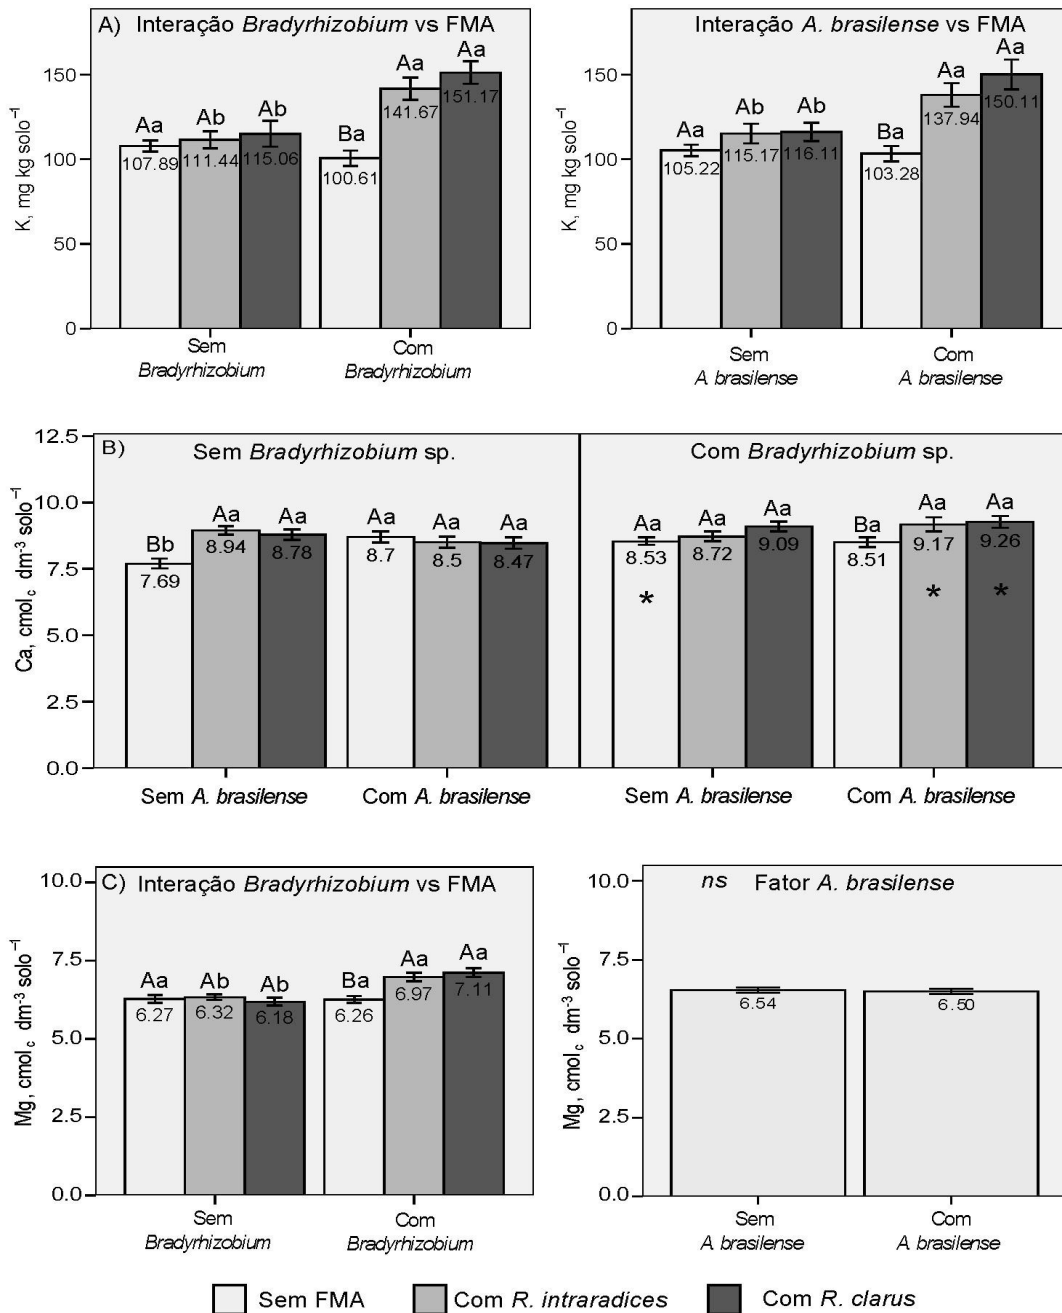 A) Interação Bradyrhizobium vs FMA
K, mg kg solo⁻¹
150
100
50
0
Aa
107.89
Ab
111.44
Ab
115.06
Ba
100.61
Aa
141.67
Aa
151.17
Sem
Bradyrhizobium
Com
Bradyrhizobium
Interação A. brasilense vs FMA
K, mg kg solo⁻¹
150
100
50
0
Aa
105.22
Ab
115.17
Ab
116.11
Ba
103.28
Aa
137.94
Aa
150.11
Sem
A. brasilense
Com
A. brasilense
B) Sem Bradyrhizobium sp.
Com Bradyrhizobium sp.
Ca, cmolc dm⁻³ solo⁻¹
12.5
10.0
7.5
5.0
2.5
0.0
Bb
7.69
Aa
8.94
Aa
8.78
Aa
8.7
Aa
8.5
Aa
8.47
Aa
8.53
*
Aa
8.72
Aa
9.09
Ba
8.51
Aa
9.17
*
Aa
9.26
*
Sem A. brasilense
Com A. brasilense
Sem A. brasilense
Com A. brasilense
C) Interação Bradyrhizobium vs FMA
Mg, cmolc dm⁻³ solo⁻¹
10.0
7.5
5.0
2.5
0.0
Aa
6.27
Ab
6.32
Ab
6.18
Ba
6.26
Aa
6.97
Aa
7.11
Sem
Bradyrhizobium
Com
Bradyrhizobium
ns Fator A. brasilense
Mg, cmolc dm⁻³ solo⁻¹
10.0
7.5
5.0
2.5
0.0
6.54
6.50
Sem
A. brasilense
Com
A. brasilense
Sem FMA
Com R. intraradices
Com R. clarus